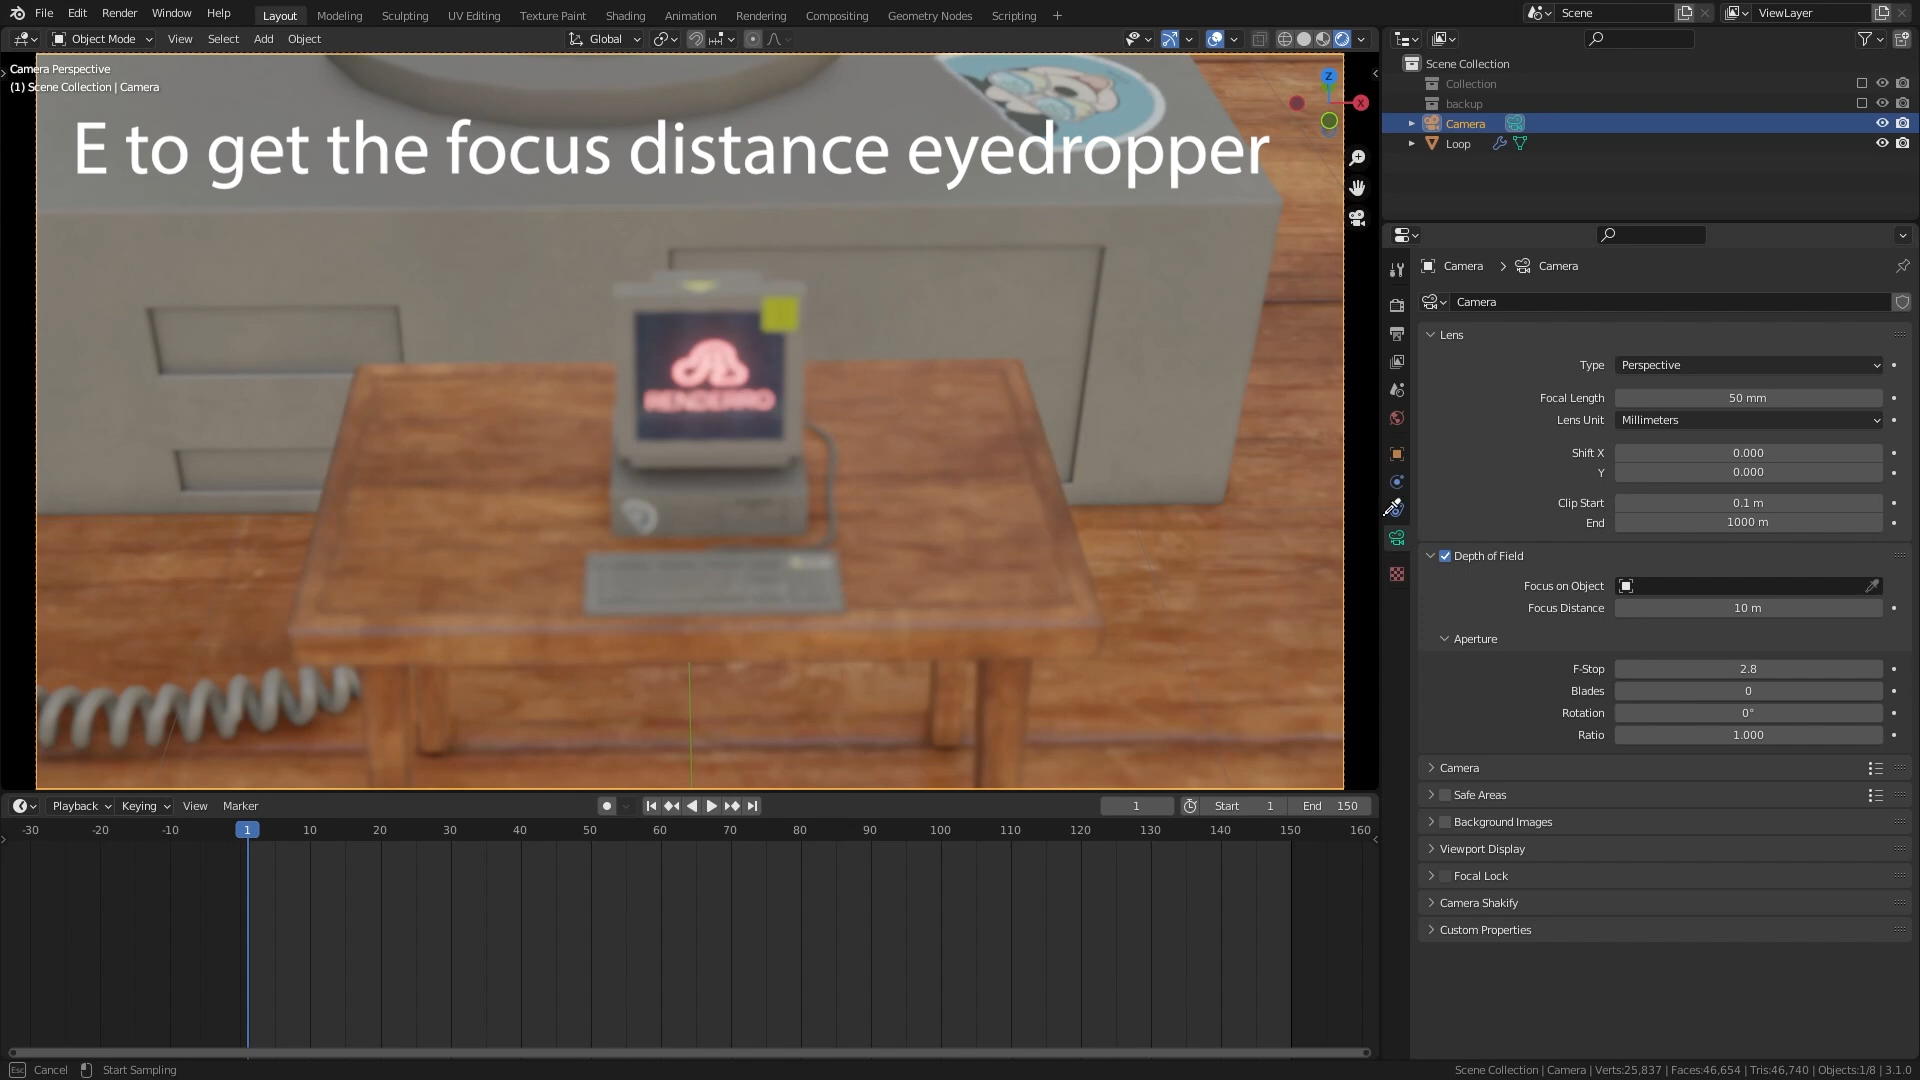 File Edit Render Window Help Layout Modeling Sculpting UV Editing Texture Paint Shading Animation Rendering Compositing Geometry Nodes Scripting + Scene ViewLayer
Object Mode View Select Add Object Global
Camera Perspective
(1) Scene Collection | Camera
Z
X
E to get the focus distance eyedropper
RENDERRO
Scene Collection
Collection
backup
Camera
Loop
Camera > Camera
Camera
Lens
Type Perspective
Focal Length 50 mm
Lens Unit Millimeters
Shift X 0.000
Y 0.000
Clip Start 0.1 m
End 1000 m
Depth of Field
Focus on Object
Focus Distance 10 m
Aperture
F-Stop 2.8
Blades 0
Rotation 0°
Ratio 1.000
Camera
Safe Areas
Background Images
Viewport Display
Focal Lock
Camera Shakify
Custom Properties
Playback Keying View Marker 1 Start 1 End 150
-30 -20 -10 1 10 20 30 40 50 60 70 80 90 100 110 120 130 140 150 160
Esc Cancel Start Sampling
Scene Collection | Camera | Verts:25,837 | Faces:46,654 | Tris:46,740 | Objects:1/8 | 3.1.0